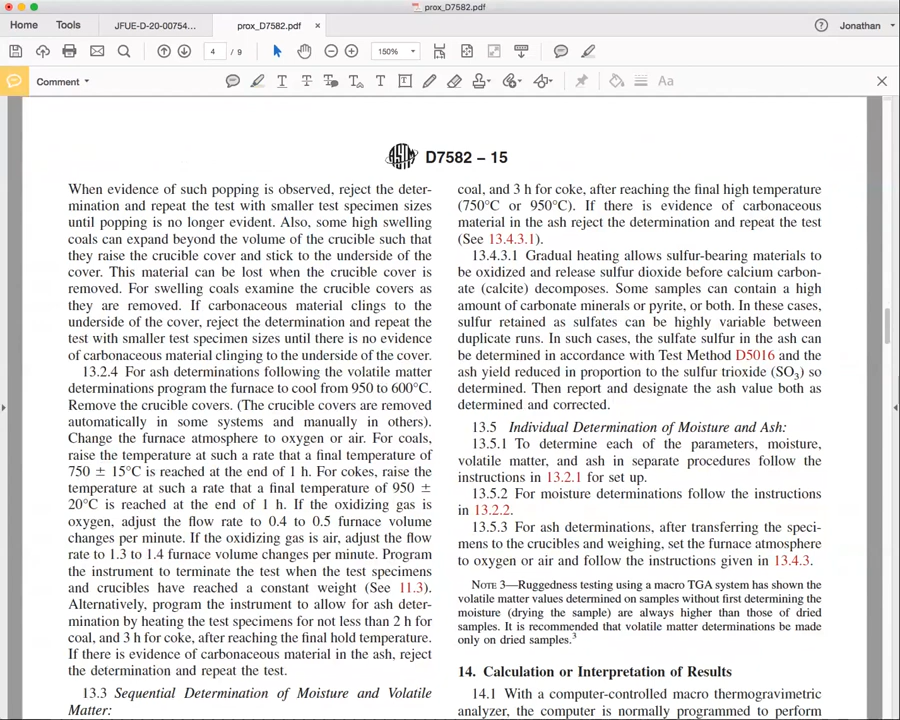 prox_D7582.pdf
Home
Tools
JFUE-D-20-00754...
prox_D7582.pdf
×
?
Jonathan
4
/ 9
150%
Comment
Aa
ASTM
D7582 – 15
When evidence of such popping is observed, reject the deter-
mination and repeat the test with smaller test specimen sizes
until popping is no longer evident. Also, some high swelling
coals can expand beyond the volume of the crucible such that
they raise the crucible cover and stick to the underside of the
cover. This material can be lost when the crucible cover is
removed. For swelling coals examine the crucible covers as
they are removed. If carbonaceous material clings to the
underside of the cover, reject the determination and repeat the
test with smaller test specimen sizes until there is no evidence
of carbonaceous material clinging to the underside of the cover.
13.2.4 For ash determinations following the volatile matter
determinations program the furnace to cool from 950 to 600°C.
Remove the crucible covers. (The crucible covers are removed
automatically in some systems and manually in others).
Change the furnace atmosphere to oxygen or air. For coals,
raise the temperature at such a rate that a final temperature of
750 ± 15°C is reached at the end of 1 h. For cokes, raise the
temperature at such a rate that a final temperature of 950 ±
20°C is reached at the end of 1 h. If the oxidizing gas is
oxygen, adjust the flow rate to 0.4 to 0.5 furnace volume
changes per minute. If the oxidizing gas is air, adjust the flow
rate to 1.3 to 1.4 furnace volume changes per minute. Program
the instrument to terminate the test when the test specimens
and crucibles have reached a constant weight (See 11.3).
Alternatively, program the instrument to allow for ash deter-
mination by heating the test specimens for not less than 2 h for
coal, and 3 h for coke, after reaching the final hold temperature.
If there is evidence of carbonaceous material in the ash, reject
the determination and repeat the test.
13.3 Sequential Determination of Moisture and Volatile
Matter:
coal, and 3 h for coke, after reaching the final high temperature
(750°C or 950°C). If there is evidence of carbonaceous
material in the ash reject the determination and repeat the test
(See 13.4.3.1).
13.4.3.1 Gradual heating allows sulfur-bearing materials to
be oxidized and release sulfur dioxide before calcium carbon-
ate (calcite) decomposes. Some samples can contain a high
amount of carbonate minerals or pyrite, or both. In these cases,
sulfur retained as sulfates can be highly variable between
duplicate runs. In such cases, the sulfate sulfur in the ash can
be determined in accordance with Test Method D5016 and the
ash yield reduced in proportion to the sulfur trioxide (SO3) so
determined. Then report and designate the ash value both as
determined and corrected.
13.5 Individual Determination of Moisture and Ash:
13.5.1 To determine each of the parameters, moisture,
volatile matter, and ash in separate procedures follow the
instructions in 13.2.1 for set up.
13.5.2 For moisture determinations follow the instructions
in 13.2.2.
13.5.3 For ash determinations, after transferring the speci-
mens to the crucibles and weighing, set the furnace atmosphere
to oxygen or air and follow the instructions given in 13.4.3.
NOTE 3—Ruggedness testing using a macro TGA system has shown the
volatile matter values determined on samples without first determining the
moisture (drying the sample) are always higher than those of dried
samples. It is recommended that volatile matter determinations be made
only on dried samples.3
14. Calculation or Interpretation of Results
14.1 With a computer-controlled macro thermogravimetric
analyzer, the computer is normally programmed to perform